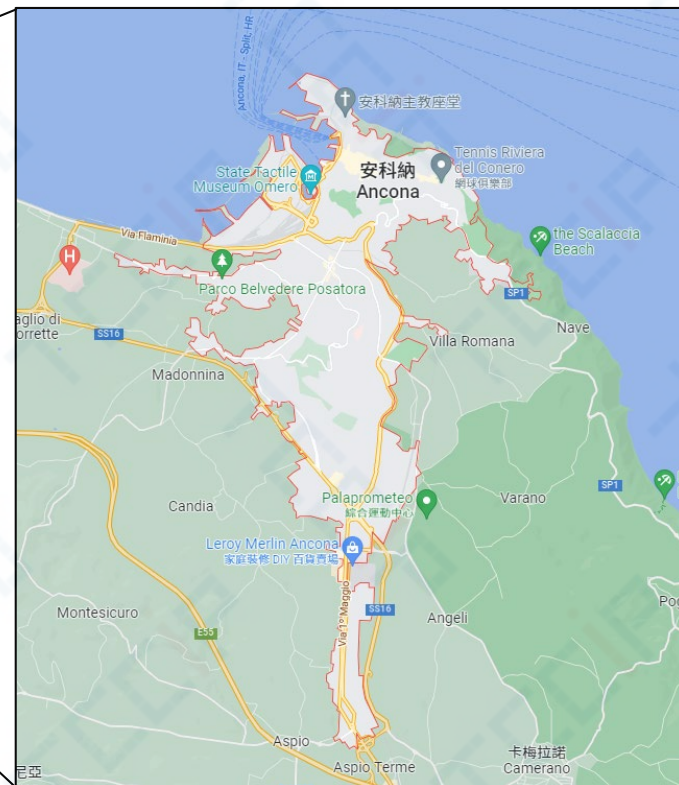 Ancona, IT - Split, HR
安科納主教座堂
State Tactile
Museum Omero
安科納
Ancona
Tennis Riviera
del Conero
網球俱樂部
the Scalaccia
Beach
Via Flaminia
H
Parco Belvedere Posatora
SP1
Nave
aglio di
orrette
SS16
Villa Romana
Madonnina
SP1
Candia
Palaprometeo
綜合運動中心
Varano
Leroy Merlin Ancona
家庭裝修 DIY 百貨賣場
Montesicuro
E55
Via 1° Maggio
SS16
Angeli
Poc
Aspio
尼亞
Aspio Terme
卡梅拉諾
Camerano